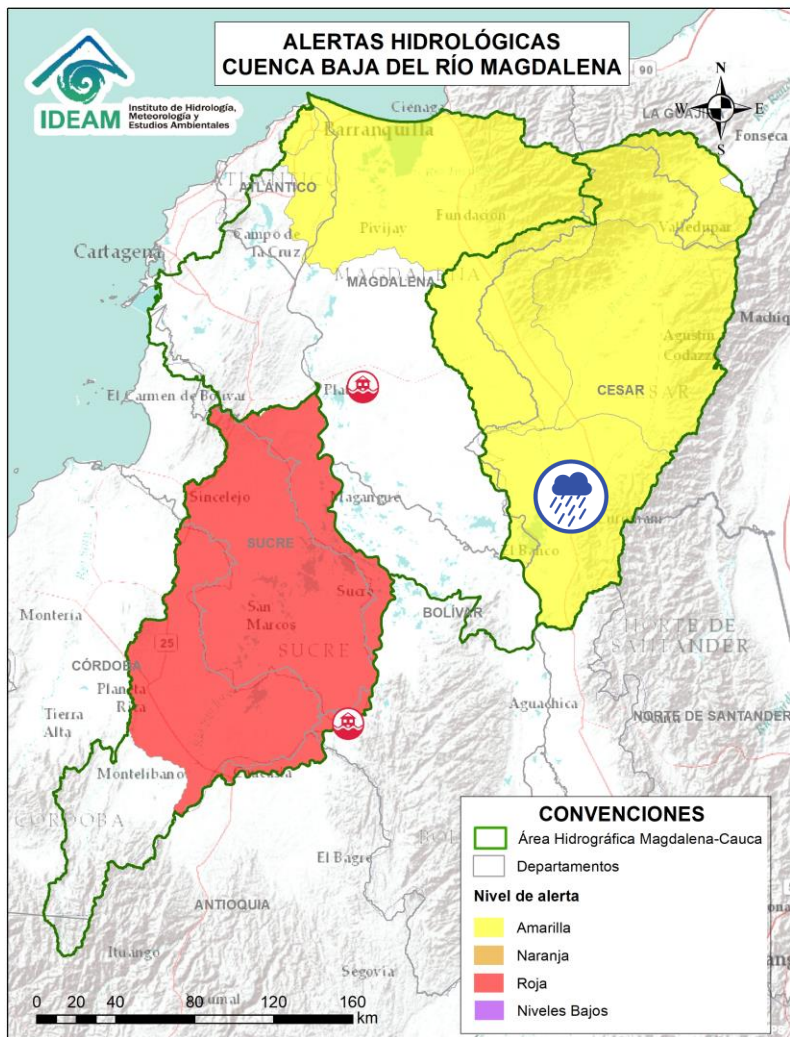 ALERTAS HIDROLÓGICAS
CUENCA BAJA DEL RÍO MAGDALENA
IDEAM
Instituto de Hidrología,
Meteorología y
Estudios Ambientales
90
N
W
E
S
Ciénaga
LA GUAJIRA
Barranquilla
Fonseca
ATLÁNTICO
Pivijay
Fundación
Valledupar
Campo de
la Cruz
Cartagena
MAGDALENA
MAGDALENA
Machiq
Agustín
Codazzi
El Carmen de Bolívar
Pla
CESAR
Sincelejo
Magangué
SUCRE
El Banco
Sucre
BOLÍVAR
Montería
San
Marcos
SUCRE
NORTE DE
SANTANDER
25
CÓRDOBA
Planeta
Rica
Aguachica
Tierra
Alta
NORTE DE SANTANDER
Montelíbano
CÓRDOBA
El Bagre
ANTIOQUIA
Ituango
Segovia
CONVENCIONES
Área Hidrográfica Magdalena-Cauca
Departamentos
Nivel de alerta
Amarilla
Naranja
Roja
Niveles Bajos
0 20 40 80 120 160
km